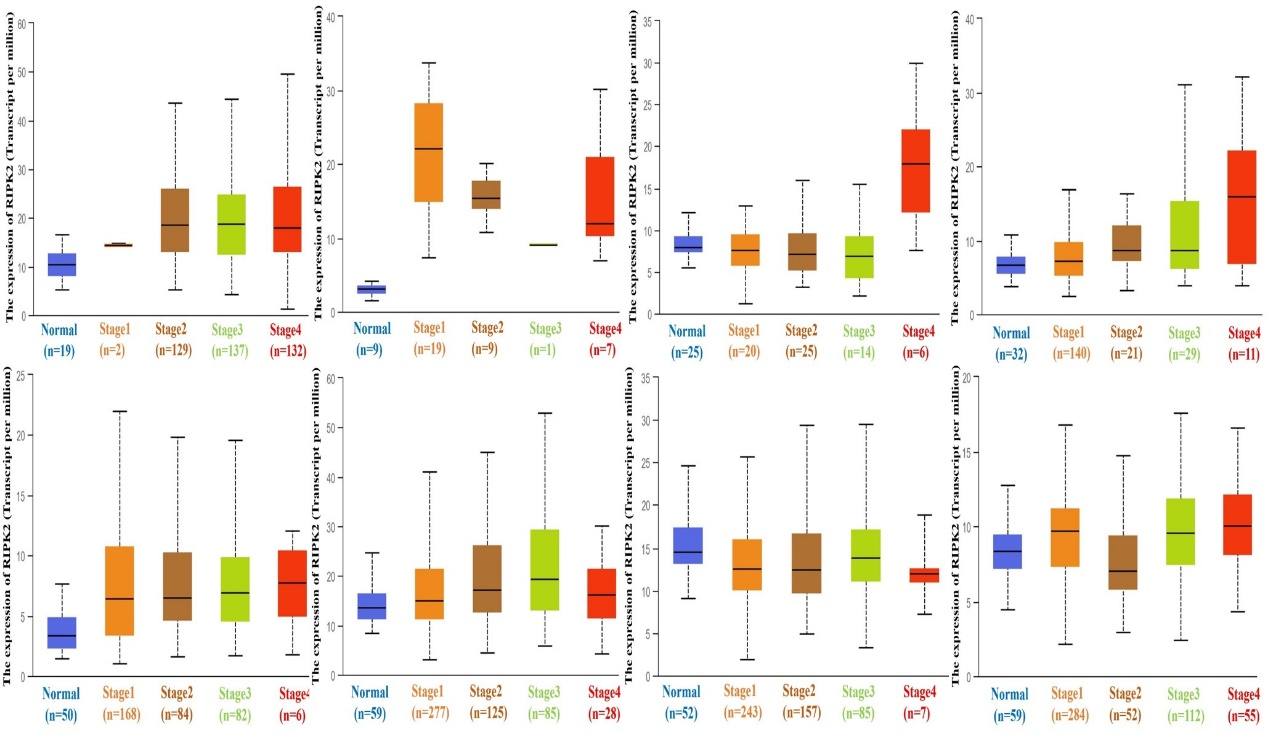 The expression of RIPK2 (Transcript per million)
60
50
40
30
20
10
0
Normal Stage1 Stage2 Stage3 Stage4
(n=19) (n=2) (n=129) (n=137) (n=132)
The expression of RIPK2 (Transcript per million)
40
30
20
10
0
Normal Stage1 Stage2 Stage3 Stage4
(n=9) (n=19) (n=9) (n=1) (n=7)
The expression of RIPK2 (Transcript per million)
35
30
25
20
15
10
5
0
Normal Stage1 Stage2 Stage3 Stage4
(n=25) (n=20) (n=25) (n=14) (n=6)
The expression of RIPK2 (Transcript per million)
40
30
20
10
0
Normal Stage1 Stage2 Stage3 Stage4
(n=32) (n=140) (n=21) (n=29) (n=11)
The expression of RIPK2 (Transcript per million)
25
20
15
10
5
0
Normal Stage1 Stage2 Stage3 Stage4
(n=50) (n=168) (n=84) (n=82) (n=6)
The expression of RIPK2 (Transcript per million)
60
50
40
30
20
10
0
Normal Stage1 Stage2 Stage3 Stage4
(n=59) (n=277) (n=125) (n=85) (n=28)
The expression of RIPK2 (Transcript per million)
35
30
25
20
15
10
5
0
Normal Stage1 Stage2 Stage3 Stage4
(n=52) (n=243) (n=157) (n=85) (n=7)
The expression of RIPK2 (Transcript per million)
20
15
10
5
0
Normal Stage1 Stage2 Stage3 Stage4
(n=59) (n=284) (n=52) (n=112) (n=55)